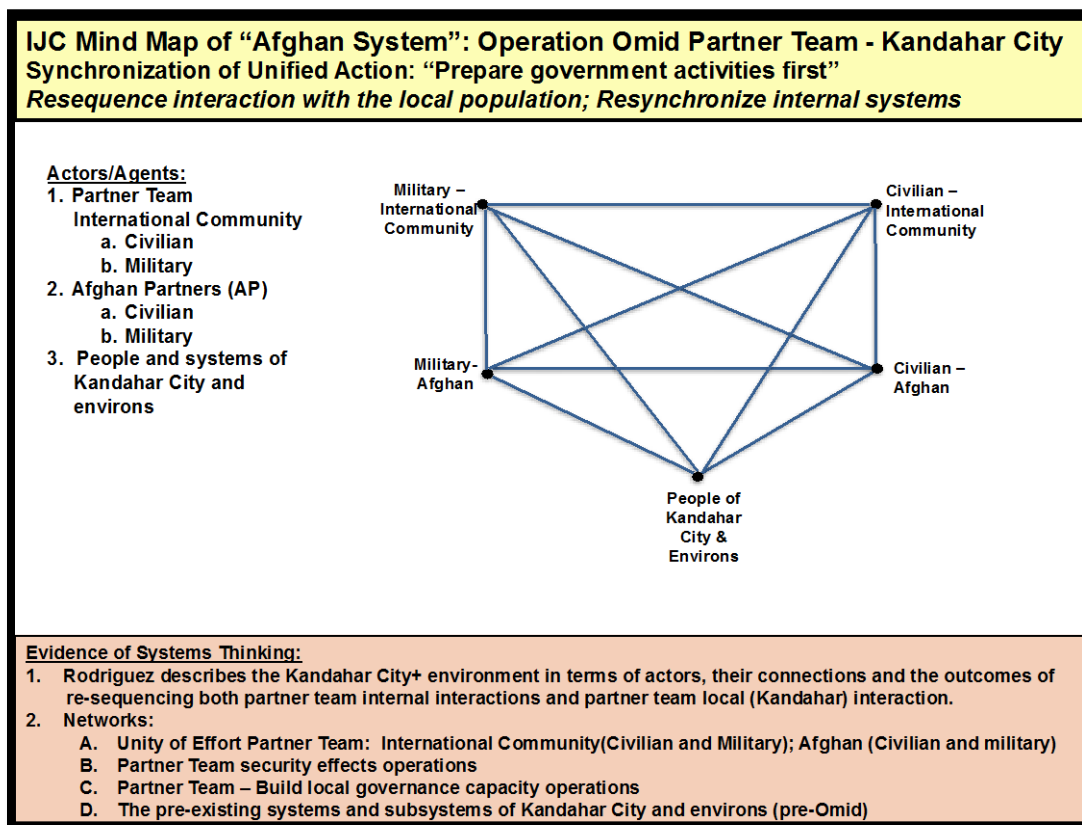 IJC Mind Map of “Afghan System”: Operation Omid Partner Team - Kandahar City
Synchronization of Unified Action: “Prepare government activities first”
Resequence interaction with the local population; Resynchronize internal systems
Actors/Agents:
1. Partner Team
International Community
a. Civilian
b. Military
2. Afghan Partners (AP)
a. Civilian
b. Military
3. People and systems of
Kandahar City and
environs
Military –
International
Community
Civilian –
International
Community
Military-
Afghan
Civilian –
Afghan
People of
Kandahar
City &
Environs
Evidence of Systems Thinking:
1. Rodriguez describes the Kandahar City+ environment in terms of actors, their connections and the outcomes of
re-sequencing both partner team internal interactions and partner team local (Kandahar) interaction.
2. Networks:
A. Unity of Effort Partner Team: International Community(Civilian and Military); Afghan (Civilian and military)
B. Partner Team security effects operations
C. Partner Team – Build local governance capacity operations
D. The pre-existing systems and subsystems of Kandahar City and environs (pre-Omid)